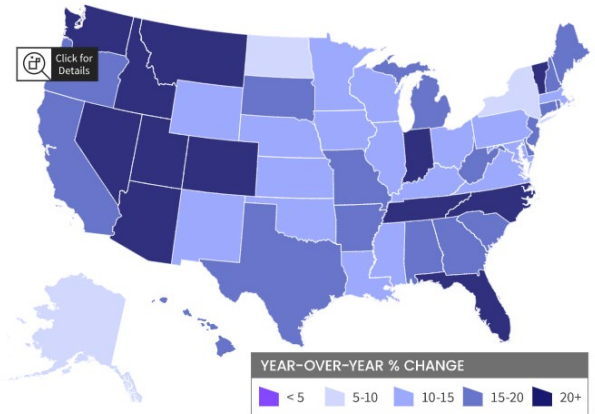 Click for
Details
YEAR-OVER-YEAR % CHANGE
< 5 5-10 10-15 15-20 20+